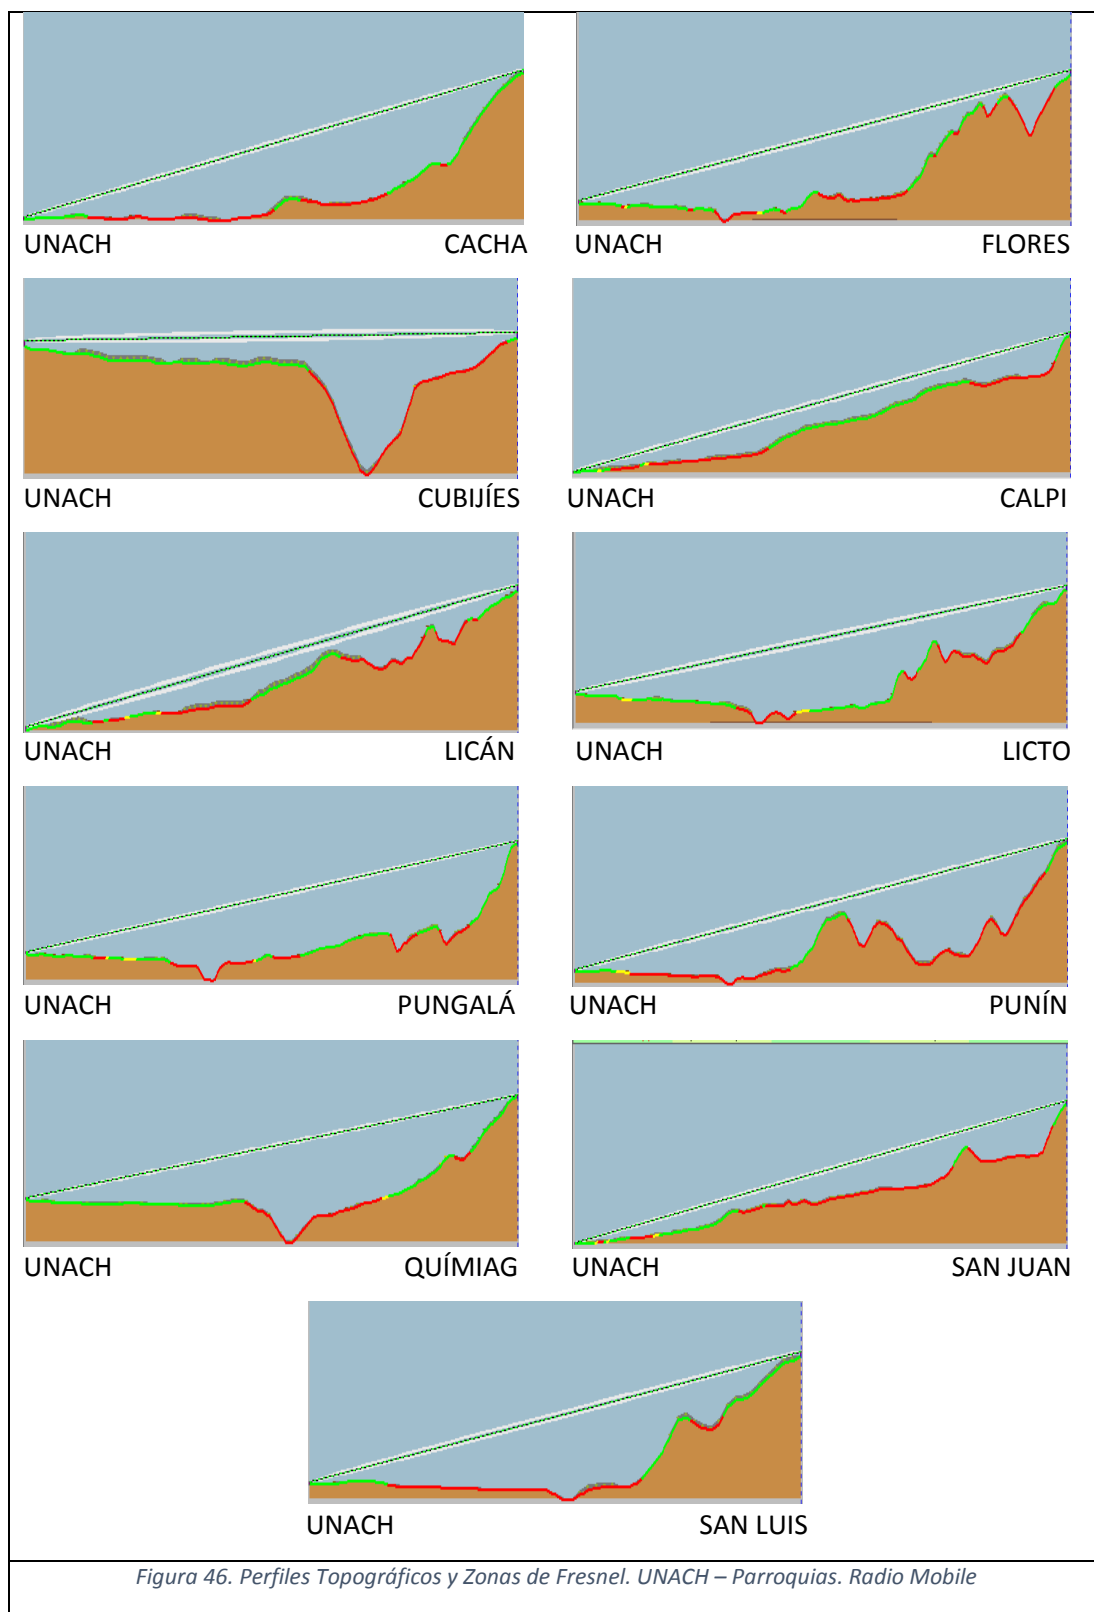 UNACH CACHA
UNACH FLORES
UNACH CUBIJÍES
UNACH CALPI
UNACH LICÁN
UNACH LICTO
UNACH PUNGALÁ
UNACH PUNÍN
UNACH QUÍMIAG
UNACH SAN JUAN
UNACH SAN LUIS
Figura 46. Perfiles Topográficos y Zonas de Fresnel. UNACH – Parroquias. Radio Mobile